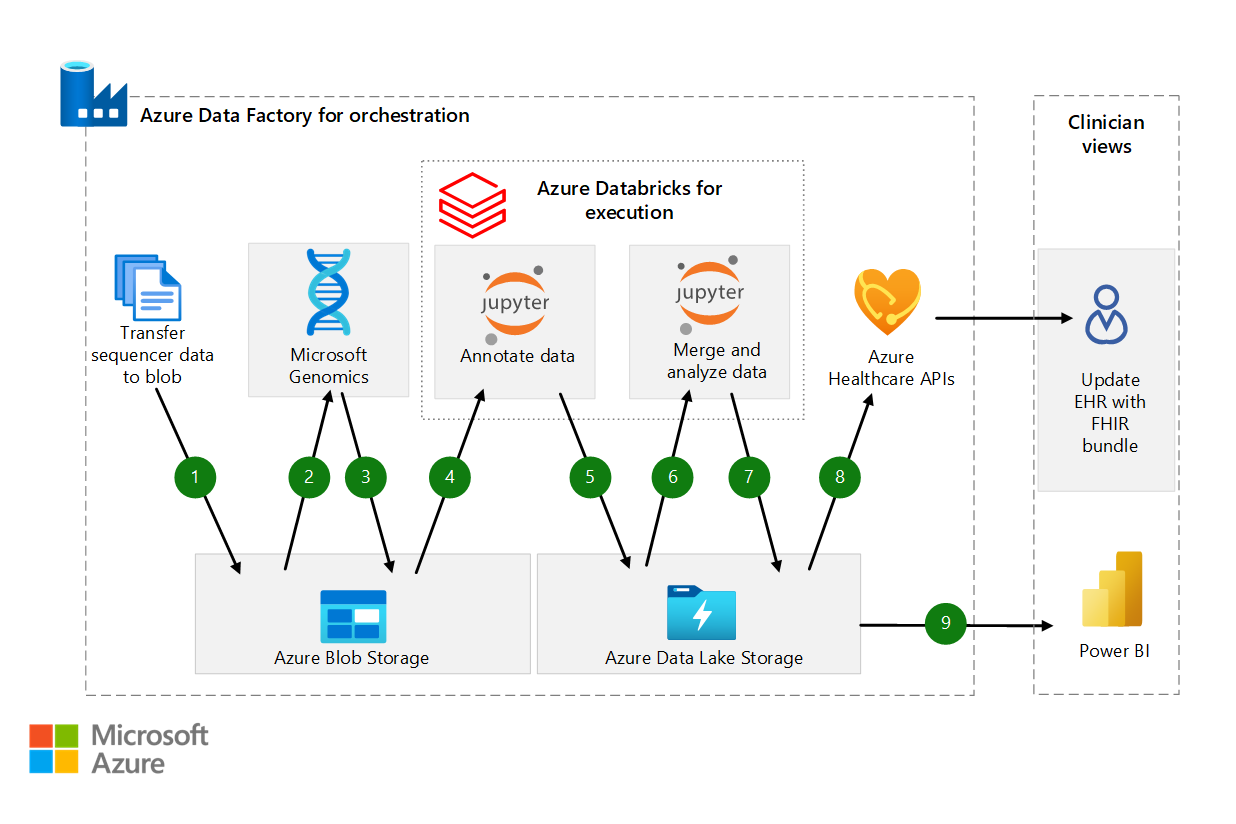 Azure Data Factory for orchestration
Clinician
views
Azure Databricks for
execution
Transfer
sequencer data
to blob
Microsoft
Genomics
jupyter
Annotate data
jupyter
Merge and
analyze data
Azure
Healthcare APIs
Update
EHR with
FHIR
bundle
1
2
3
4
5
6
7
8
Azure Blob Storage
Azure Data Lake Storage
9
Power BI
Microsoft
Azure